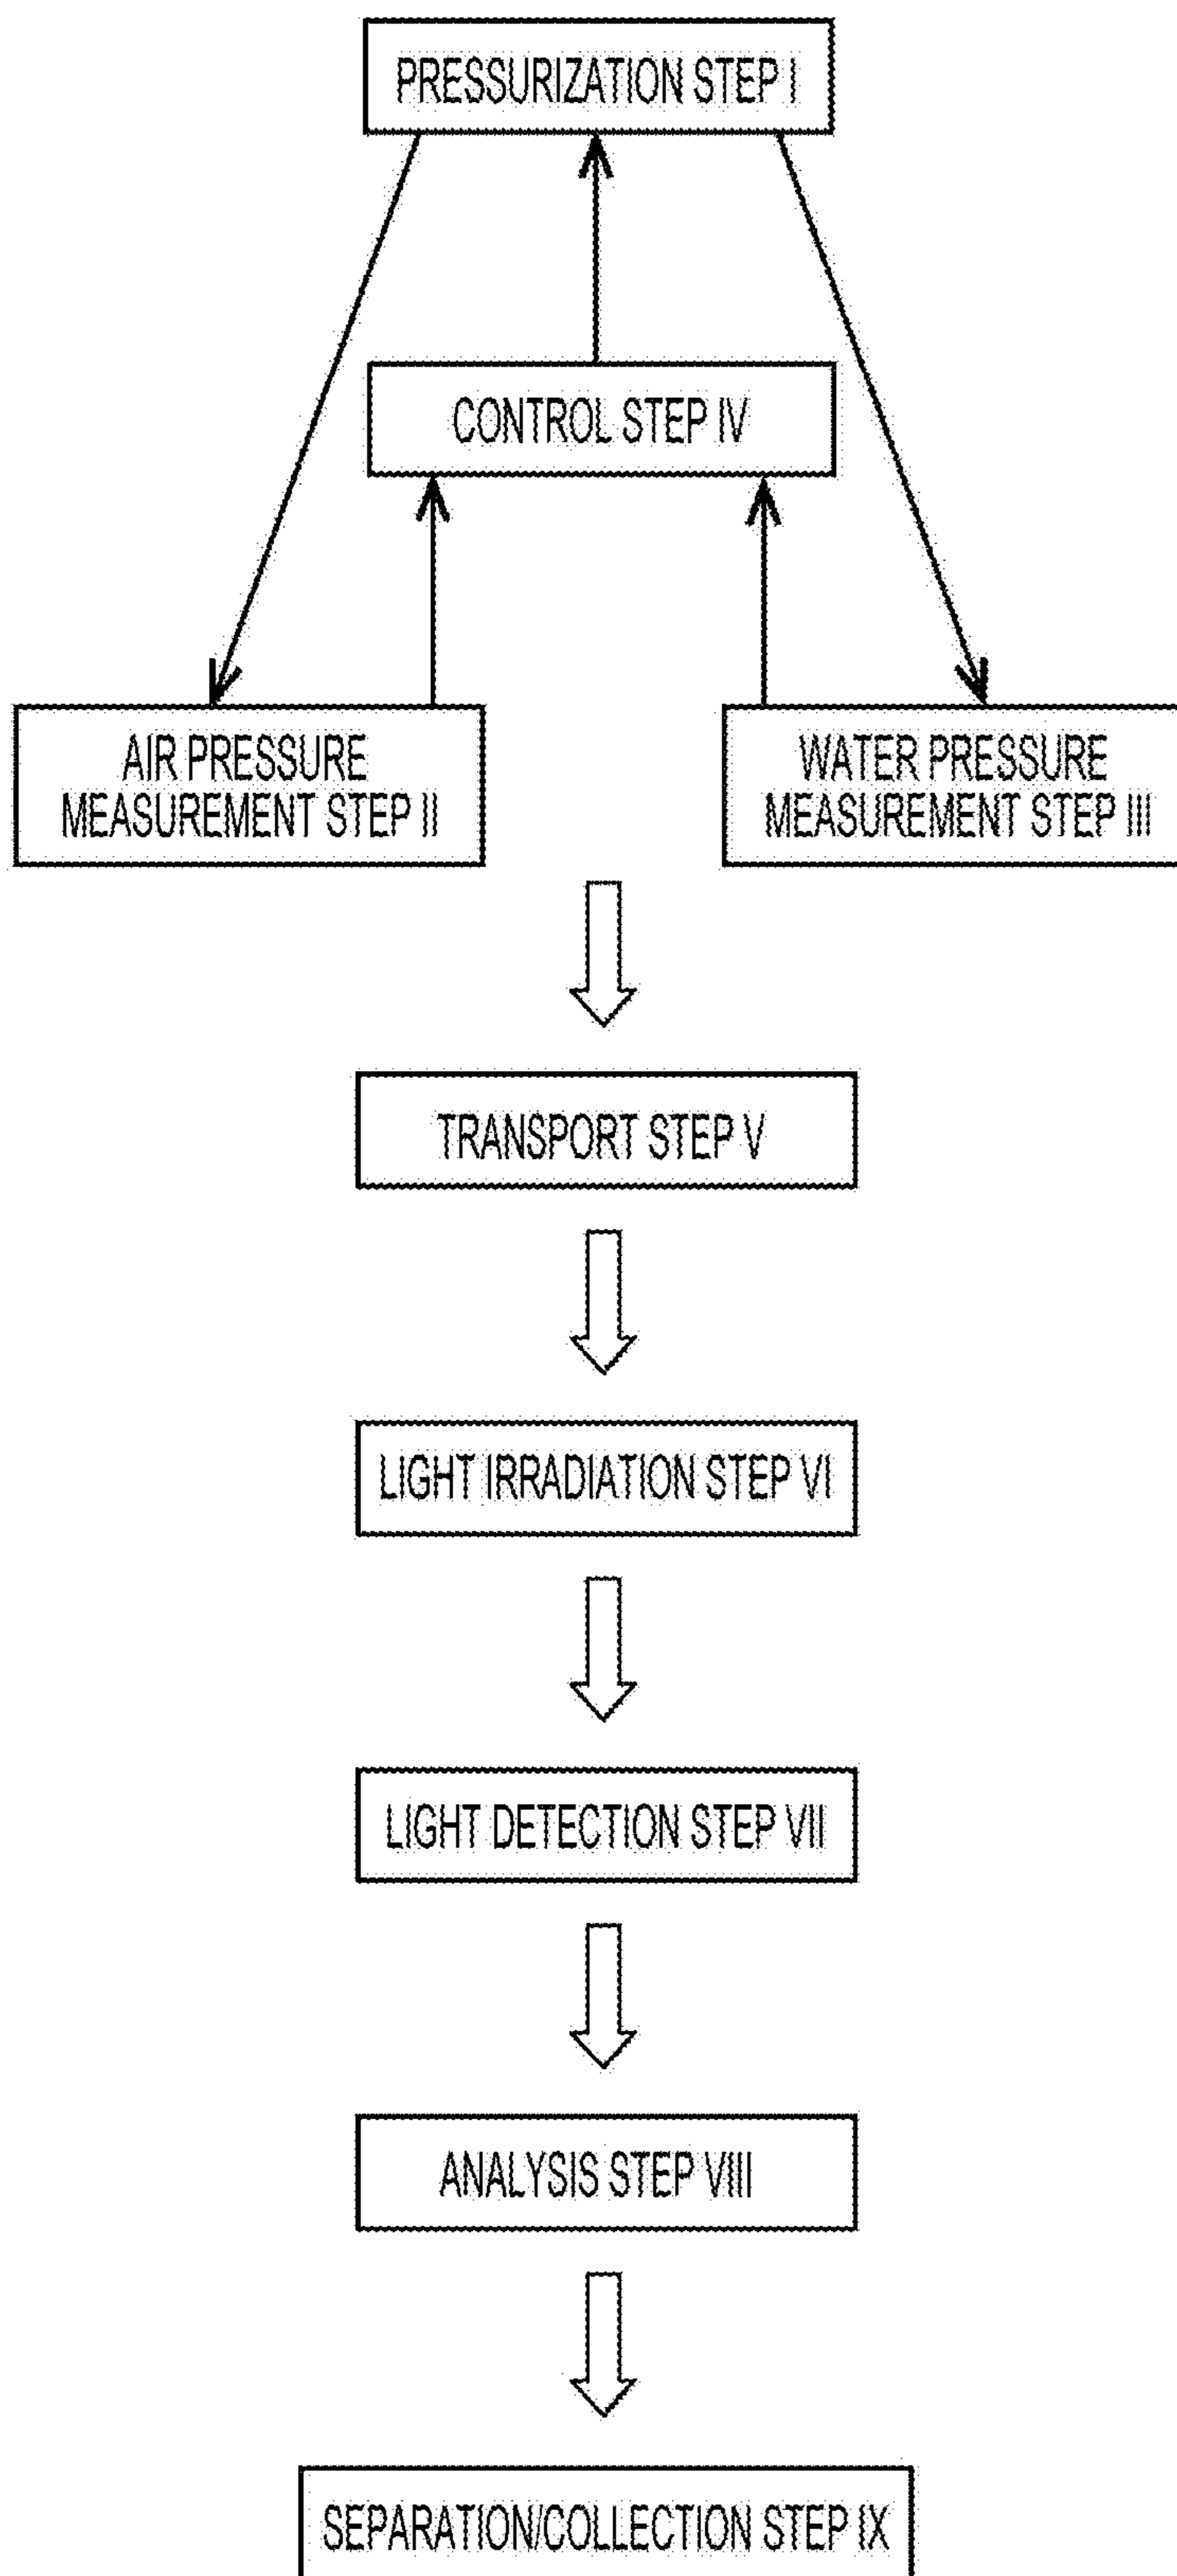 PRESSURIZATION STEP I
CONTROL STEP IV
AIR PRESSURE
MEASUREMENT STEP II
WATER PRESSURE
MEASUREMENT STEP III
TRANSPORT STEP V
LIGHT IRRADIATION STEP VI
LIGHT DETECTION STEP VII
ANALYSIS STEP VIII
SEPARATION/COLLECTION STEP IX